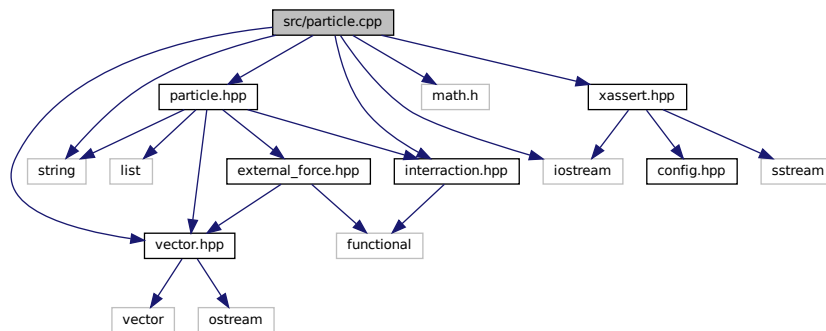 src/particle.cpp
particle.hpp
math.h
xassert.hpp
string
list
external_force.hpp
interraction.hpp
iostream
config.hpp
sstream
vector.hpp
functional
vector
ostream